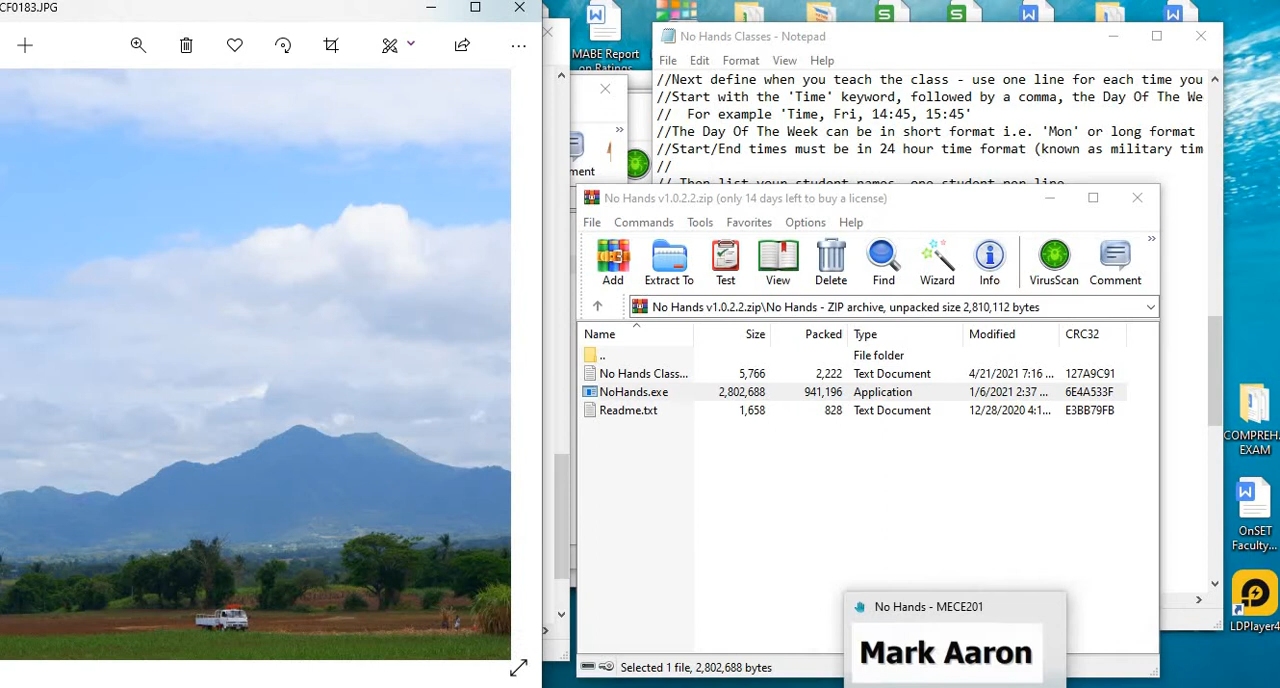 CF0183.JPG
MABE Report
on Ratings
No Hands Classes - Notepad
File Edit Format View Help
//Next define when you teach the class - use one line for each time you
//Start with the 'Time' keyword, followed by a comma, the Day Of The We
// For example 'Time, Fri, 14:45, 15:45'
//The Day Of The Week can be in short format i.e. 'Mon' or long format
//Start/End times must be in 24 hour time format (known as military tim
//
ment
No Hands v1.0.2.2.zip (only 14 days left to buy a license)
File Commands Tools Favorites Options Help
Add Extract To Test View Delete Find Wizard Info VirusScan Comment
No Hands v1.0.2.2.zip\No Hands - ZIP archive, unpacked size 2,810,112 bytes
Name Size Packed Type Modified CRC32
.. File folder
No Hands Class... 5,766 2,222 Text Document 4/21/2021 7:16 ... 127A9C91
NoHands.exe 2,802,688 941,196 Application 1/6/2021 2:37 ... 6E4A533F
Readme.txt 1,658 828 Text Document 12/28/2020 4:1... E3BB79FB
COMPREH
EXAM
OnSET
Faculty...
LDPlayer4
No Hands - MECE201
Mark Aaron
Selected 1 file, 2,802,688 bytes